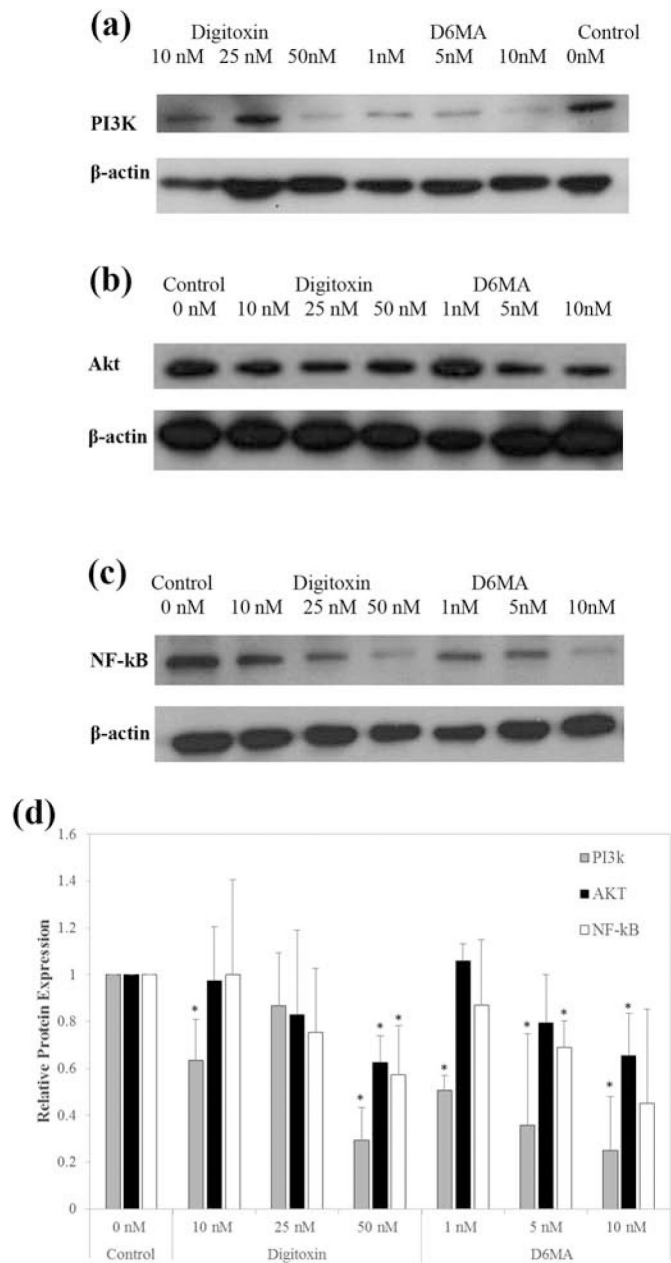 (a)
Digitoxin D6MA Control
10 nM 25 nM 50nM 1nM 5nM 10nM 0nM
PI3K
β-actin
(b)
Control Digitoxin D6MA
0 nM 10 nM 25 nM 50 nM 1nM 5nM 10nM
Akt
β-actin
(c)
Control Digitoxin D6MA
0 nM 10 nM 25 nM 50 nM 1nM 5nM 10nM
NF-kB
β-actin
(d)
1.6
1.4
1.2
1
0.8
0.6
0.4
0.2
0
Relative Protein Expression
PI3k
AKT
NF-kB
* * * * * * * * *
0 nM 10 nM 25 nM 50 nM 1 nM 5 nM 10 nM
Control Digitoxin D6MA